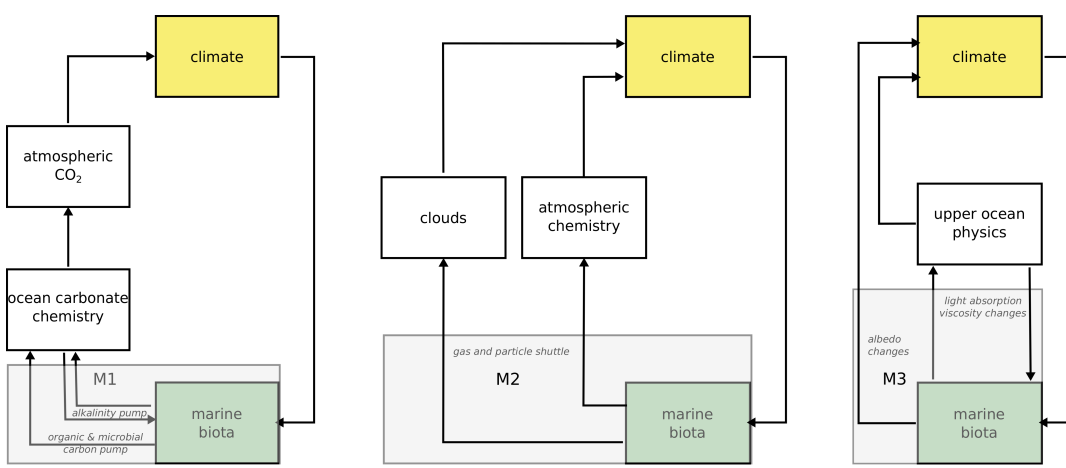 climate
atmospheric
CO₂
ocean carbonate
chemistry
M1
alkalinity pump
organic & microbial
carbon pump
marine
biota
climate
clouds
atmospheric
chemistry
gas and particle shuttle
M2
marine
biota
climate
upper ocean
physics
light absorption
viscosity changes
albedo
changes
M3
marine
biota